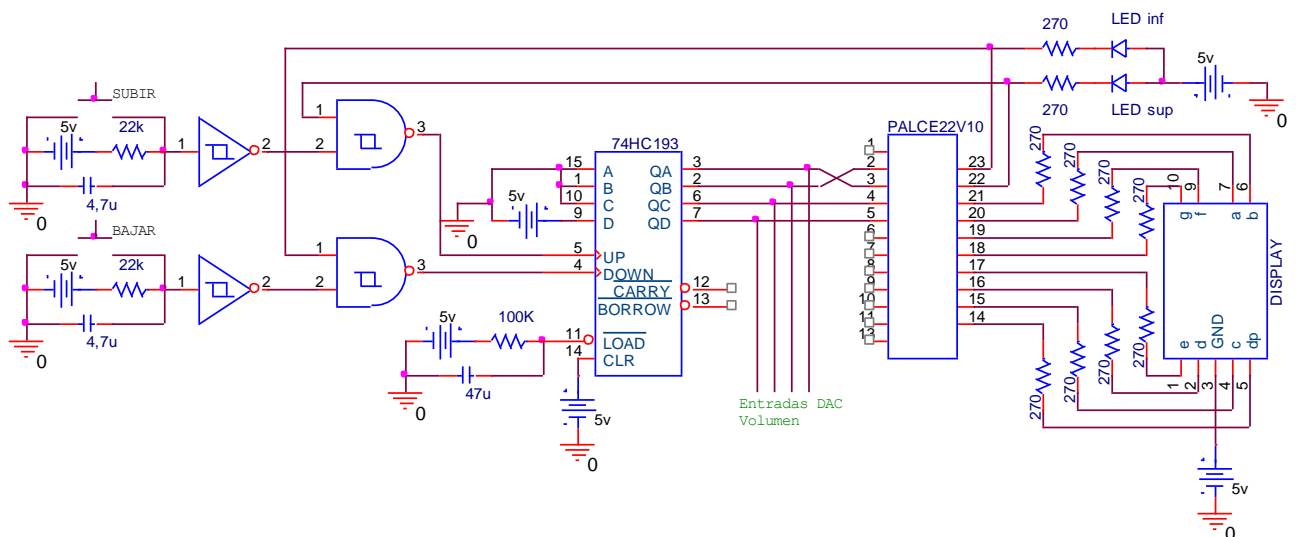 270
LED inf
5v
0
270
LED sup
SUBIR
5v
22k
1
2
4,7u
0
1
2
3
BAJAR
5v
22k
1
2
4,7u
0
1
2
3
74HC193
15 A QA 3
1 B QB 2
10 C QC 6
9 D QD 7
5 UP
4 DOWN
CARRY 12
BORROW 13
11 LOAD
14 CLR
5v
0
5v
100K
47u
0
5v
0
Entradas DAC
Volumen
PALCE22V10
1
2 23
3 22
4 21
5 20
6 19
7 18
8 17
9 16
10 15
11 14
13
270
270
270
270
270
270
270
270
10 9 7 6
g f a b
DISPLAY
e d GND c dp
1 2 3 4 5
5v
0